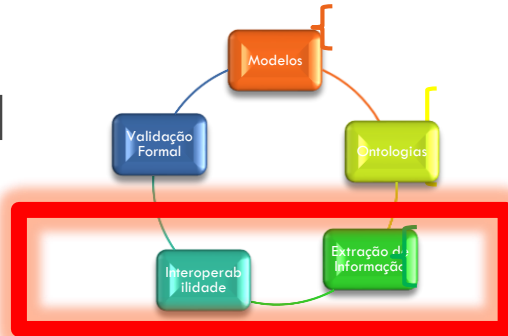 Modelos
Validação
Formal
Ontologias
Extração de
Informação
Interoperab
ilidade